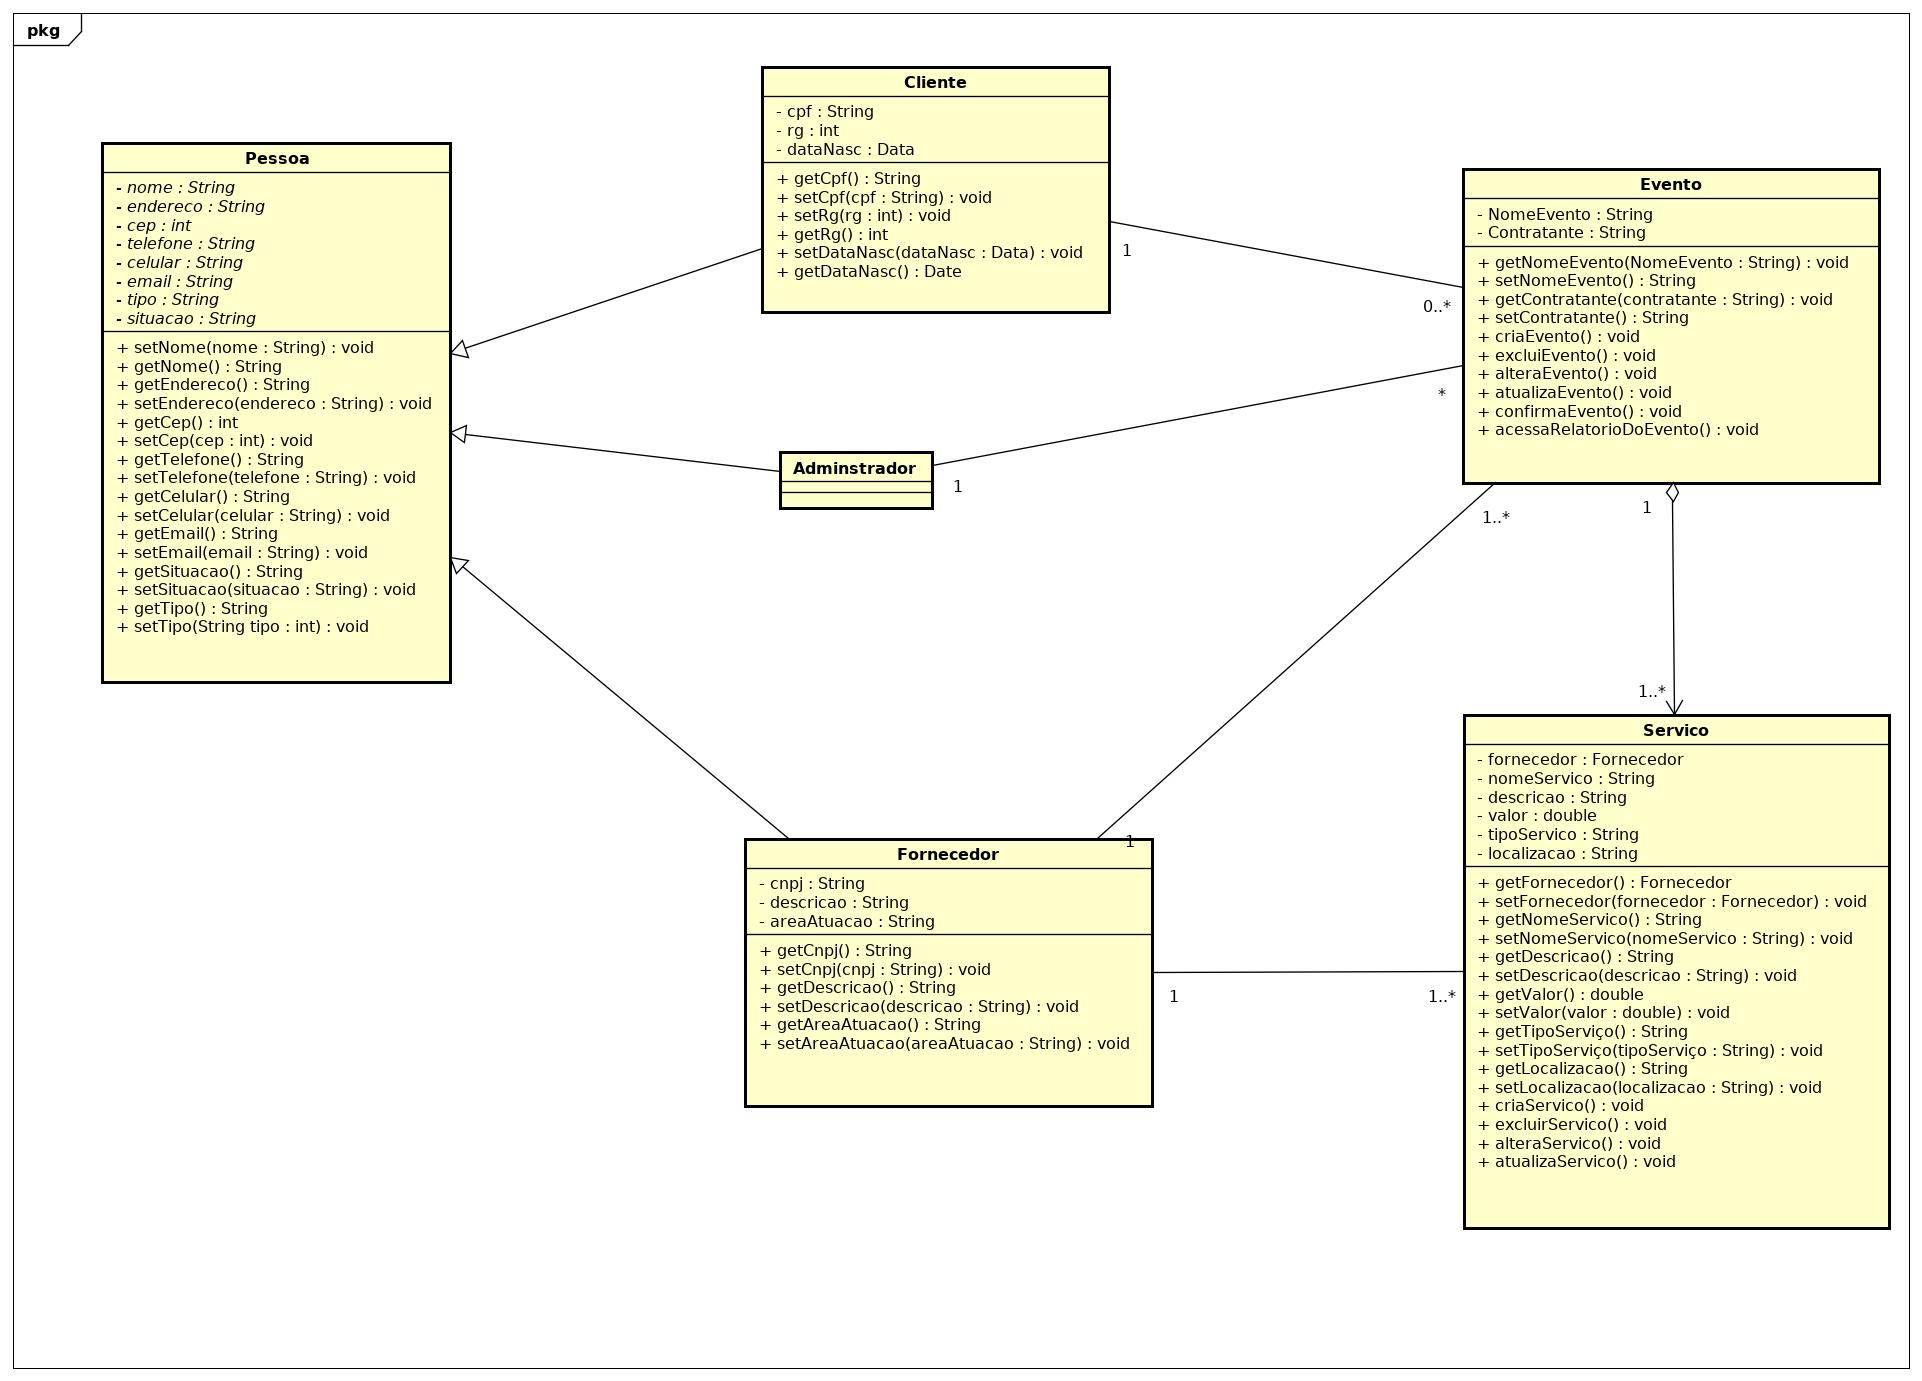 pkg
Cliente
- cpf : String
- rg : int
- dataNasc : Data
+ getCpf() : String
+ setCpf(cpf : String) : void
+ setRg(rg : int) : void
+ getRg() : int
+ setDataNasc(dataNasc : Data) : void
+ getDataNasc() : Date
Pessoa
- nome : String
- endereco : String
- cep : int
- telefone : String
- celular : String
- email : String
- tipo : String
- situacao : String
+ setNome(nome : String) : void
+ getNome() : String
+ getEndereco() : String
+ setEndereco(endereco : String) : void
+ getCep() : int
+ setCep(cep : int) : void
+ getTelefone() : String
+ setTelefone(telefone : String) : void
+ getCelular() : String
+ setCelular(celular : String) : void
+ getEmail() : String
+ setEmail(email : String) : void
+ getSituacao() : String
+ setSituacao(situacao : String) : void
+ getTipo() : String
+ setTipo(String tipo : int) : void
Evento
- NomeEvento : String
- Contratante : String
+ getNomeEvento(NomeEvento : String) : void
+ setNomeEvento() : String
+ getContratante(contratante : String) : void
+ setContratante() : String
+ criaEvento() : void
+ excluiEvento() : void
+ alteraEvento() : void
+ atualizaEvento() : void
+ confirmaEvento() : void
+ acessaRelatorioDoEvento() : void
1
0..*
*
Adminstrador
1
1..*
1
1..*
Servico
- fornecedor : Fornecedor
- nomeServico : String
- descricao : String
- valor : double
- tipoServico : String
- localizacao : String
+ getFornecedor() : Fornecedor
+ setFornecedor(fornecedor : Fornecedor) : void
+ getNomeServico() : String
+ setNomeServico(nomeServico : String) : void
+ getDescricao() : String
+ setDescricao(descricao : String) : void
+ getValor() : double
+ setValor(valor : double) : void
+ getTipoServiço() : String
+ setTipoServiço(tipoServiço : String) : void
+ getLocalizacao() : String
+ setLocalizacao(localizacao : String) : void
+ criaServico() : void
+ excluirServico() : void
+ alteraServico() : void
+ atualizaServico() : void
1
Fornecedor
- cnpj : String
- descricao : String
- areaAtuacao : String
+ getCnpj() : String
+ setCnpj(cnpj : String) : void
+ getDescricao() : String
+ setDescricao(descricao : String) : void
+ getAreaAtuacao() : String
+ setAreaAtuacao(areaAtuacao : String) : void
1
1..*